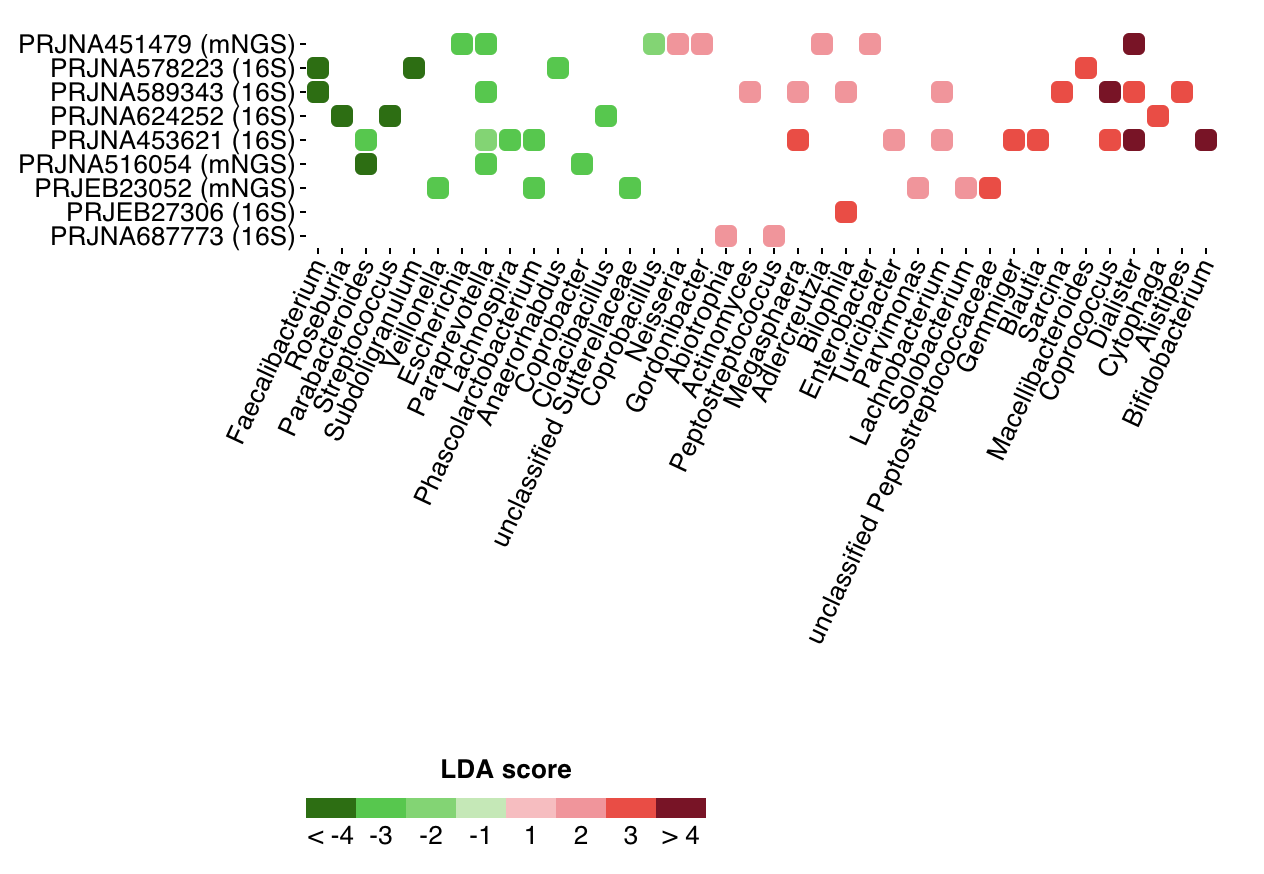 PRJNA451479 (mNGS)
PRJNA578223 (16S)
PRJNA589343 (16S)
PRJNA624252 (16S)
PRJNA453621 (16S)
PRJNA516054 (mNGS)
PRJEB23052 (mNGS)
PRJEB27306 (16S)
PRJNA687773 (16S)
Faecalibacterium
Roseburia
Parabacteroides
Streptococcus
Subdoligranulum
Veillonella
Escherichia
Paraprevotella
Lachnospira
Phascolarctobacterium
Anaerorhabdus
Coprobacter
Cloacibacillus
unclassified Sutterellaceae
Coprobacillus
Neisseria
Gordonibacter
Abiotrophia
Actinomyces
Peptostreptococcus
Megasphaera
Adlercreutzia
Bilophila
Enterobacter
Turicibacter
Parvimonas
Lachnobacterium
Solobacterium
unclassified Peptostreptococcaceae
Gemmiger
Blautia
Sarcina
Macellibacteroides
Coprococcus
Dialister
Cytophaga
Alistipes
Bifidobacterium
LDA score
< -4 -3 -2 -1 1 2 3 > 4